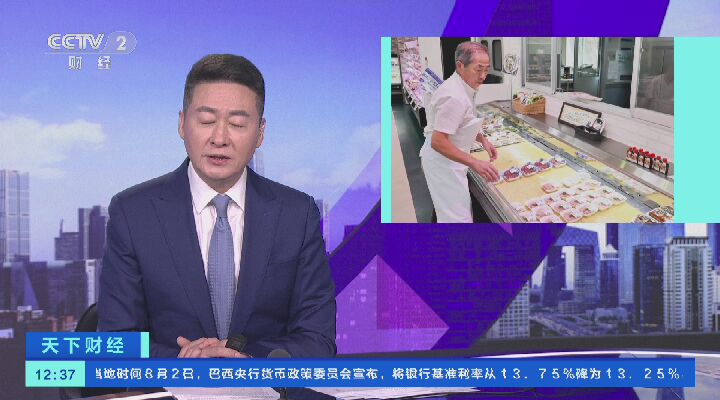 CCTV 2
财经
天下财经
12:37
当地时间8月2日，巴西央行货币政策委员会宣布，将银行基准利率从13．75%降为13．25%